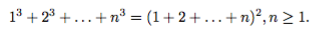 1³ + 2³ + . . . + n³ = (1 + 2 + . . . + n)², n ≥ 1.